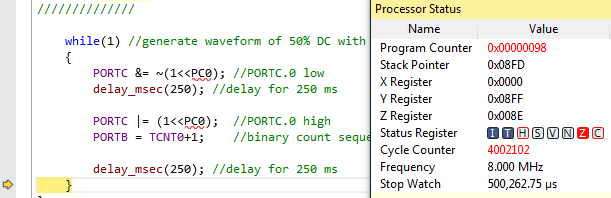 //////////////
while(1) //generate waveform of 50% DC with
{
PORTC &= ~(1<<PC0); //PORTC.0 low
delay_msec(250); //delay for 250 ms
PORTC |= (1<<PC0); //PORTC.0 high
PORTB = TCNT0+1; //binary count seque
delay_msec(250); //delay for 250 ms
}
Processor Status
Name Value
Program Counter 0x00000098
Stack Pointer 0x08FD
X Register 0x0000
Y Register 0x08FF
Z Register 0x008E
Status Register I T H S V N Z C
Cycle Counter 4002102
Frequency 8.000 MHz
Stop Watch 500,262.75 µs